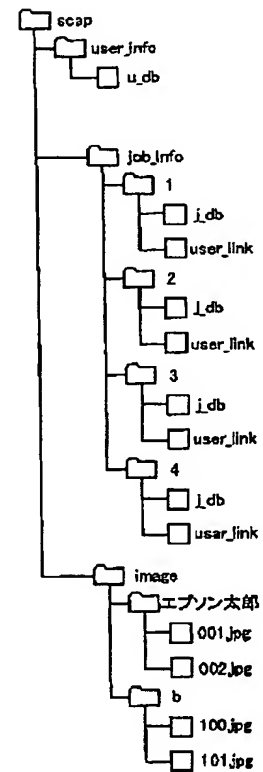 scap
user_info
u_db
job_info
1
j_db
user_link
2
j_db
user_link
3
j_db
user_link
4
j_db
usar_link
image
エプソン太郎
001.jpg
002.jpg
b
100.jpg
101.jpg